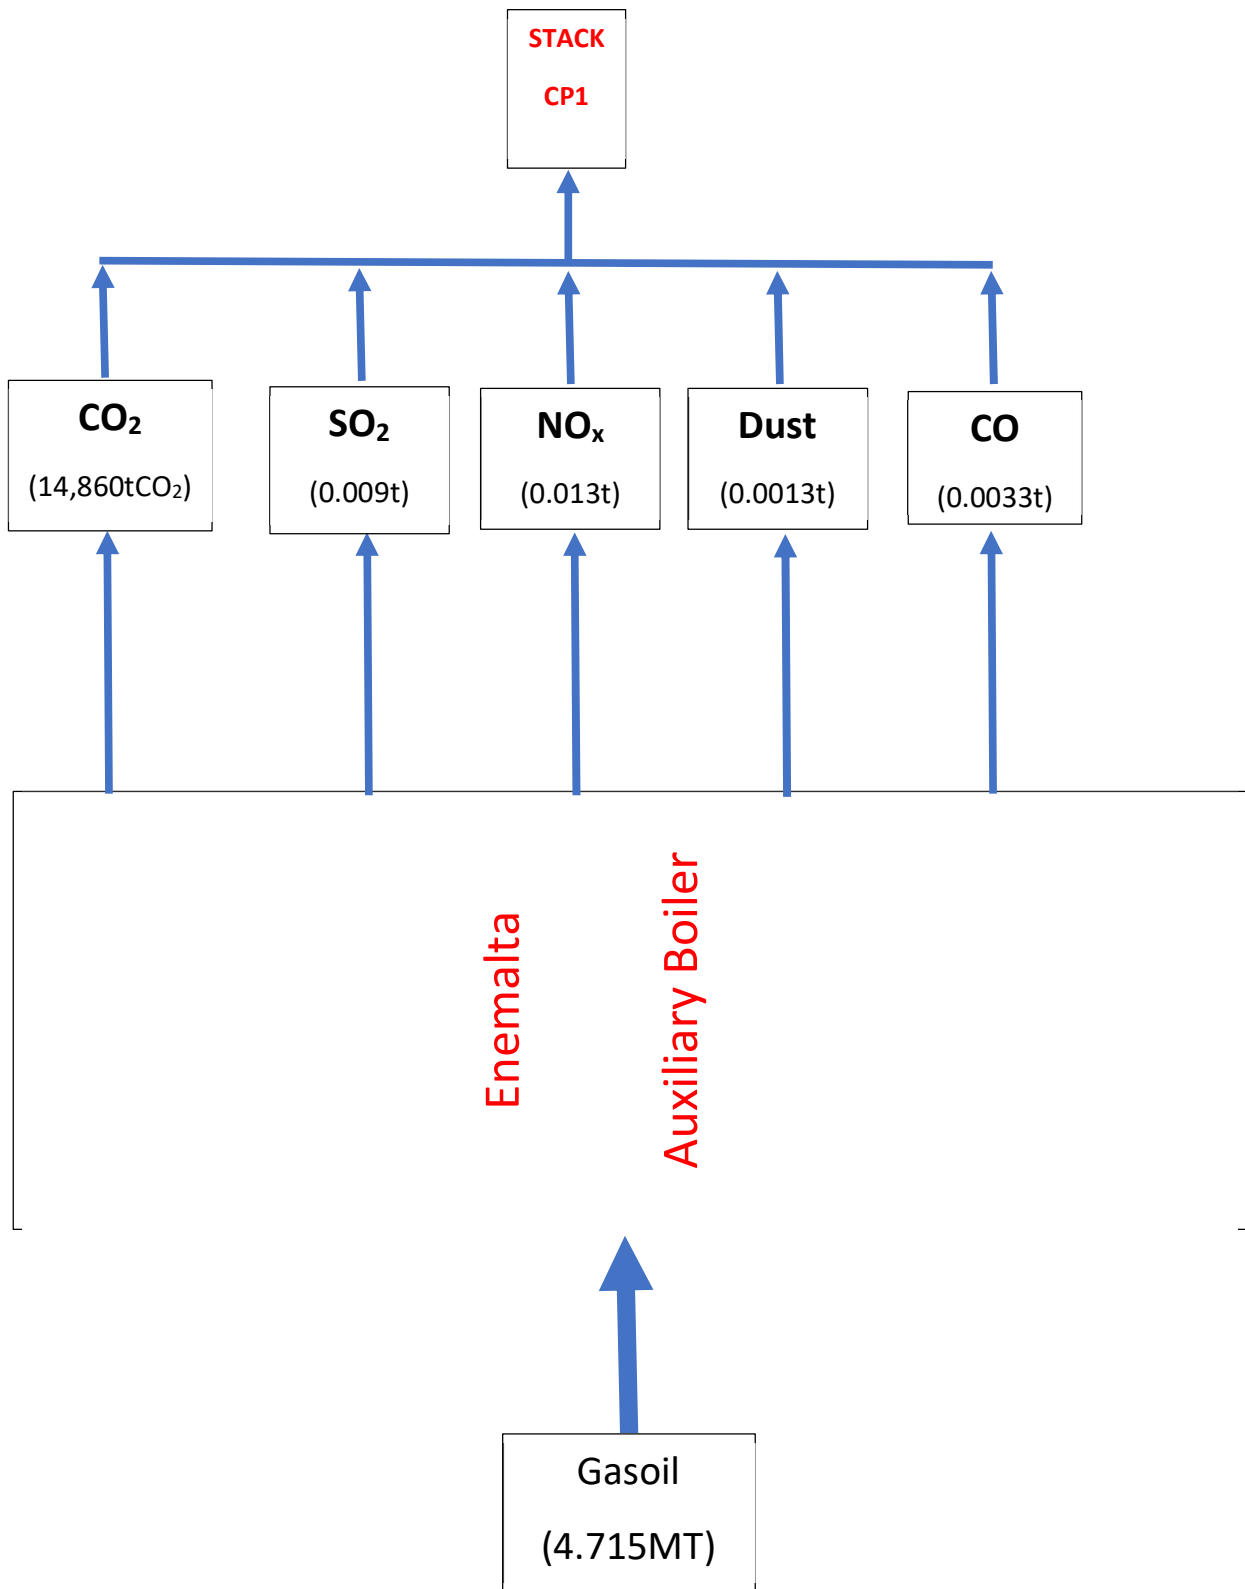 STACK
CP1
CO₂
(14,860tCO₂)
SO₂
(0.009t)
NOₓ
(0.013t)
Dust
(0.0013t)
CO
(0.0033t)
Enemalta
Auxiliary Boiler
Gasoil
(4.715MT)